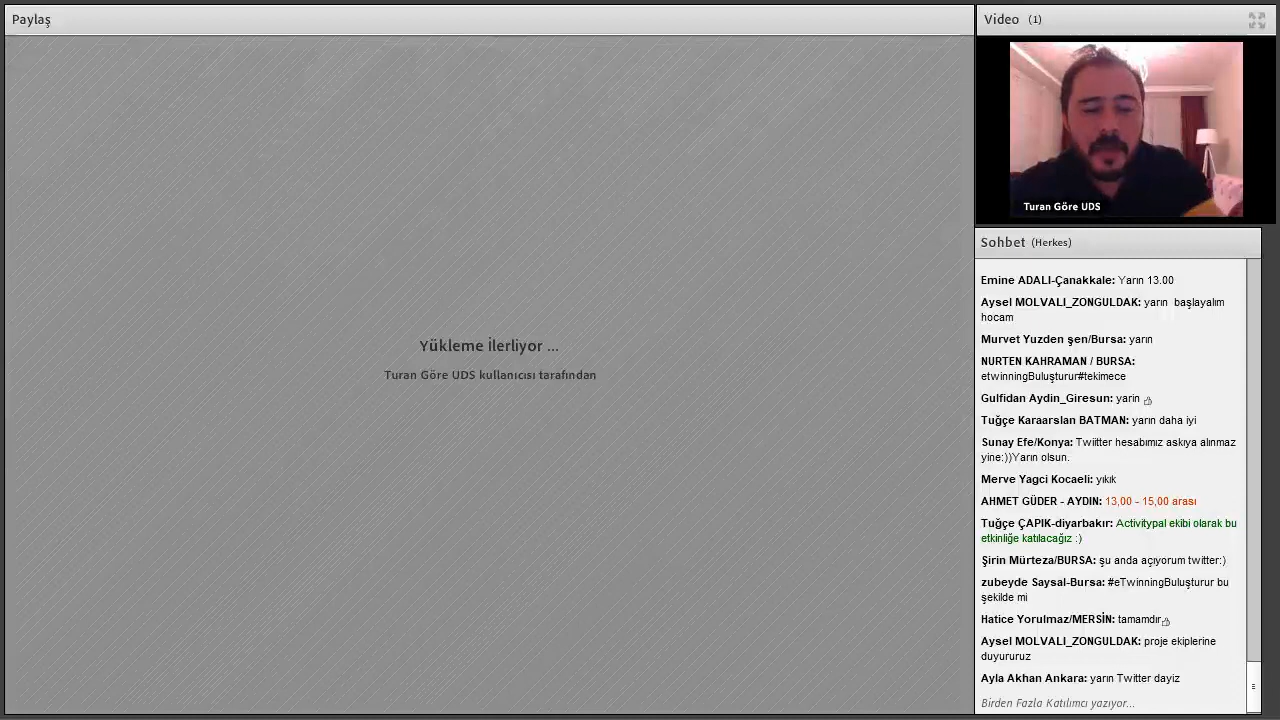 Paylaş
Yükleme İlerliyor ...
Turan Göre UDS kullanıcısı tarafından
Video (1)
Turan Göre UDS
Sohbet (Herkes)
Emine ADALI-Çanakkale: Yarın 13.00
Aysel MOLVALI_ZONGULDAK: yarın başlayalım
hocam
Murvet Yuzden şen/Bursa: yarın
NURTEN KAHRAMAN / BURSA:
etwinningBuluşturur#tekimece
Gulfidan Aydin_Giresun: yarin
Tuğçe Karaarslan BATMAN: yarın daha iyi
Sunay Efe/Konya: Twiitter hesabımız askıya alınmaz
yine:))Yarın olsun.
Merve Yagci Kocaeli: yıkık
AHMET GÜDER - AYDIN: 13,00 - 15,00 arası
Tuğçe ÇAPIK-diyarbakır: Activitypal ekibi olarak bu
etkinliğe katılacağız :)
Şirin Mürteza/BURSA: şu anda açıyorum twitter:)
zubeyde Saysal-Bursa: #eTwinningBuluşturur bu
şekilde mi
Hatice Yorulmaz/MERSİN: tamamdır
Aysel MOLVALI_ZONGULDAK: proje ekiplerine
duyururuz
Ayla Akhan Ankara: yarın Twitter dayiz
Birden Fazla Katılımcı yazıyor...